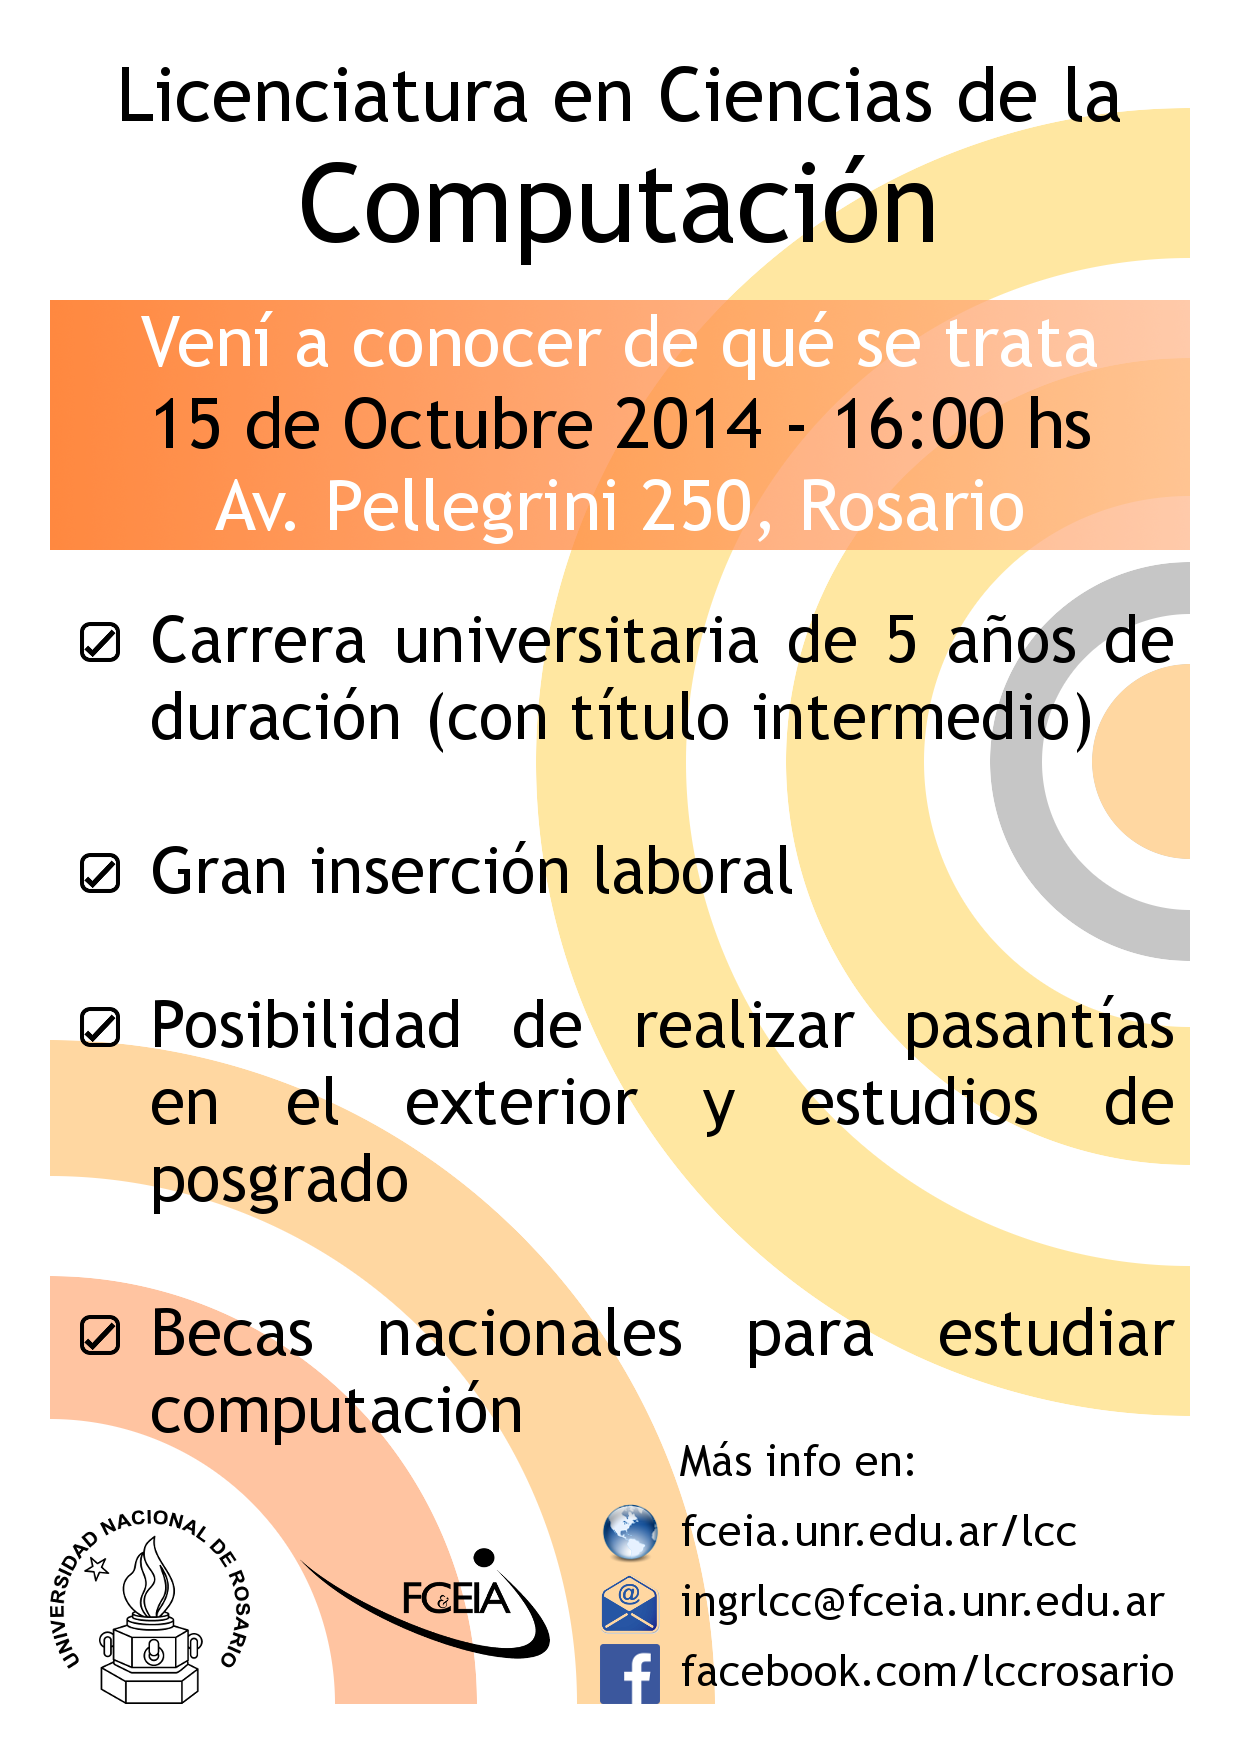 Licenciatura en Ciencias de la
Computación
Vení a conocer de qué se trata
15 de Octubre 2014 - 16:00 hs
Av. Pellegrini 250, Rosario
Carrera universitaria de 5 años de
duración (con título intermedio)
Gran inserción laboral
Posibilidad de realizar pasantías
en el exterior y estudios de
posgrado
Becas nacionales para estudiar
computación
Más info en:
fceia.unr.edu.ar/lcc
ingrlcc@fceia.unr.edu.ar
facebook.com/lccrosario
UNIVERSIDAD NACIONAL DE ROSARIO
FC&EIA